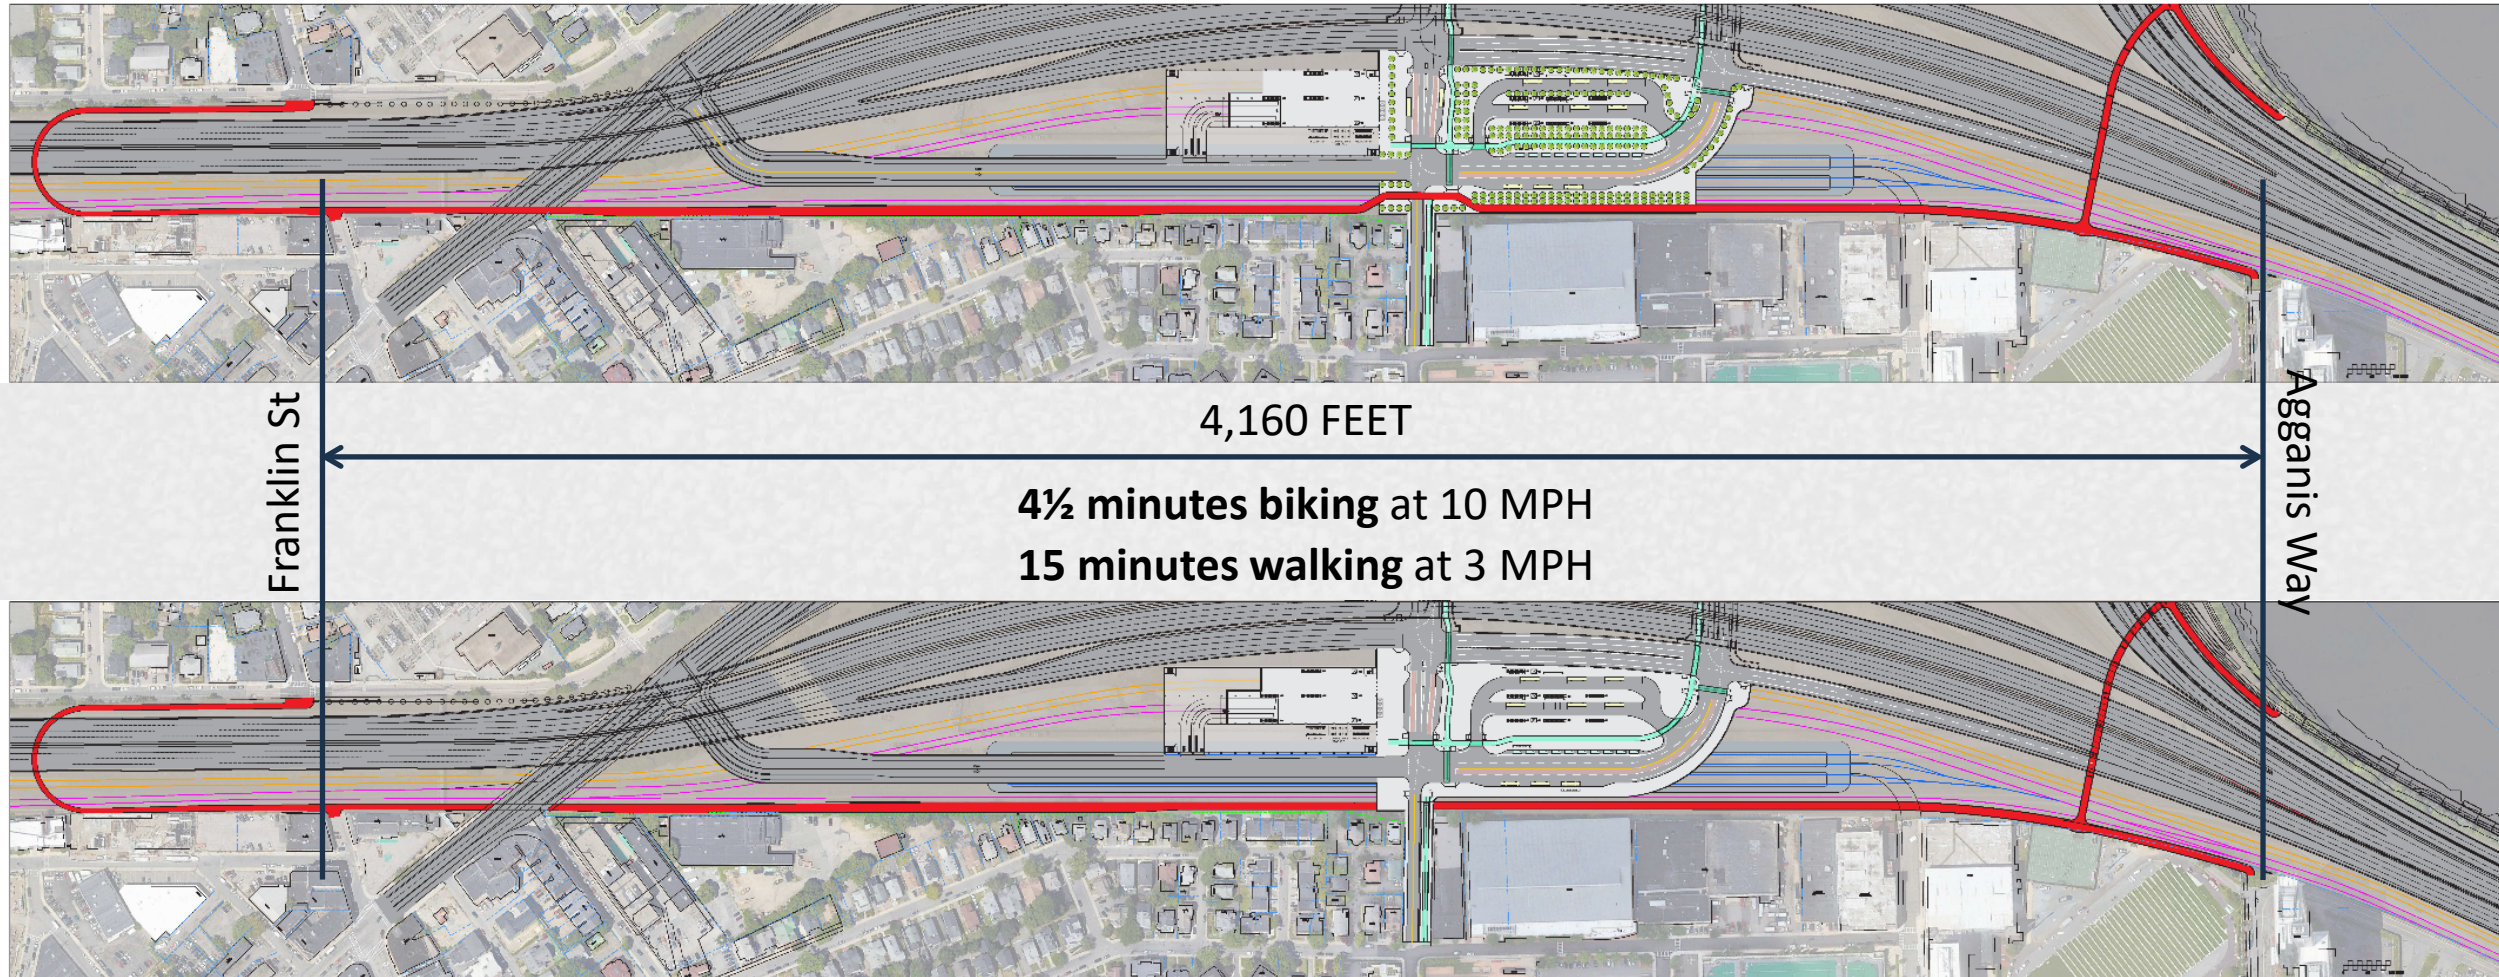 4,160 FEET
Franklin St
Agganis Way
4½ minutes biking at 10 MPH
15 minutes walking at 3 MPH